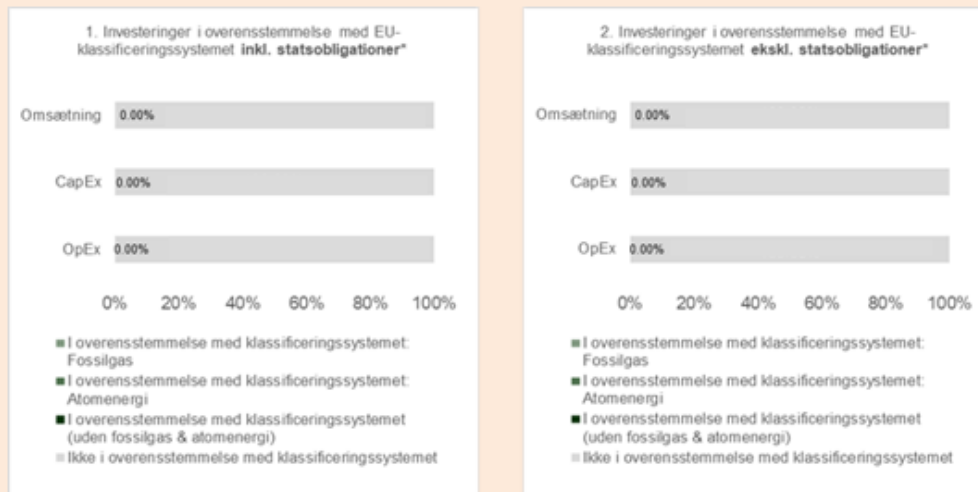 1. Investeringer i overensstemmelse med EU-
klassificeringssystemet inkl. statsobligationer*
Omsætning 0.00%
CapEx 0.00%
OpEx 0.00%
0% 20% 40% 60% 80% 100%
I overensstemmelse med klassificeringssystemet:
Fossilgas
I overensstemmelse med klassificeringssystemet:
Atomenergi
I overensstemmelse med klassificeringssystemet
(uden fossilgas & atomenergi)
Ikke i overensstemmelse med klassificeringssystemet
2. Investeringer i overensstemmelse med EU-
klassificeringssystemet ekskl. statsobligationer*
Omsætning 0.00%
CapEx 0.00%
OpEx 0.00%
0% 20% 40% 60% 80% 100%
I overensstemmelse med klassificeringssystemet:
Fossilgas
I overensstemmelse med klassificeringssystemet:
Atomenergi
I overensstemmelse med klassificeringssystemet
(uden fossilgas & atomenergi)
Ikke i overensstemmelse med klassificeringssystemet